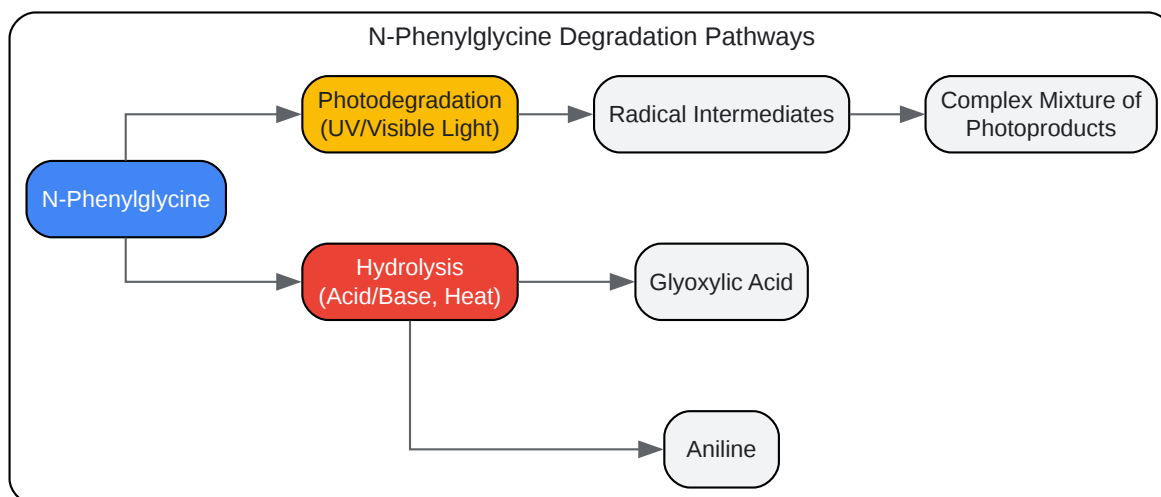 N-Phenylglycine Degradation Pathways
Photodegradation
(UV/Visible Light)
Radical Intermediates
Complex Mixture of
Photoproducts
N-Phenylglycine
Hydrolysis
(Acid/Base, Heat)
Glyoxylic Acid
Aniline